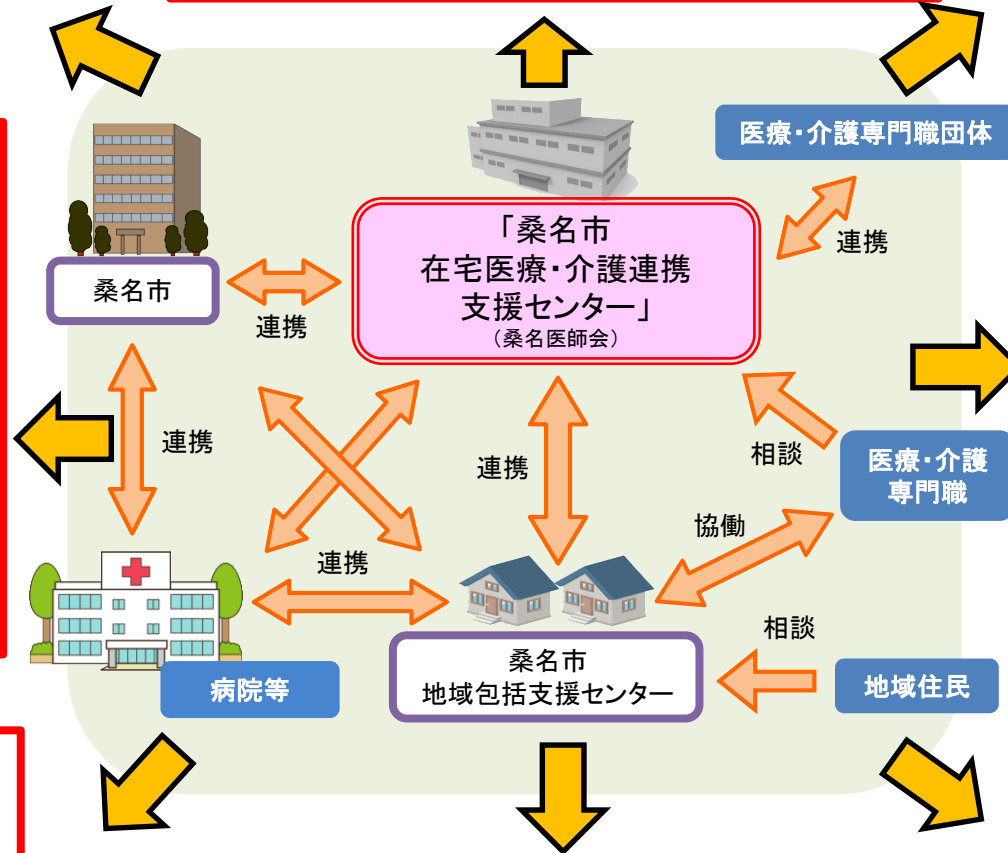 医療・介護専門職団体
「桑名市
在宅医療・介護連携
支援センター」
（桑名医師会）
連携
桑名市
連携
連携
連携
相談
医療・介護
専門職
協働
連携
相談
桑名市
地域包括支援センター
病院等
地域住民